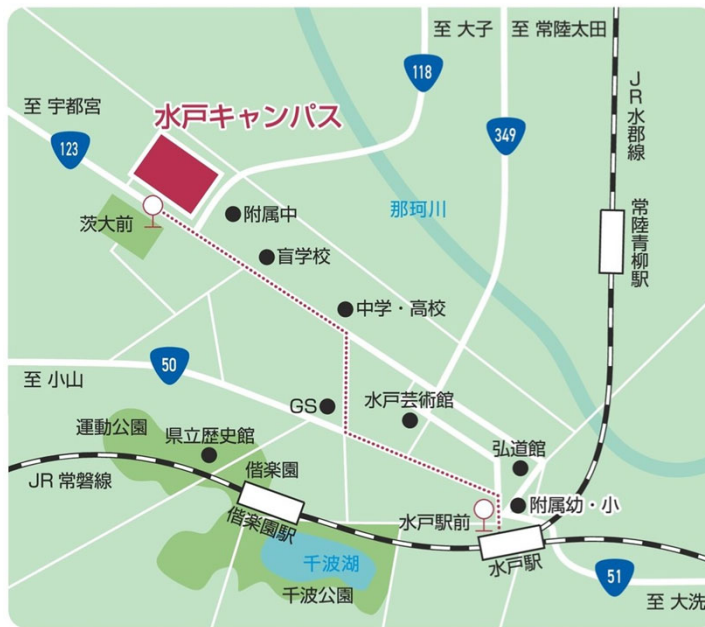 至 大子
至 常陸太田
118
JR水郡線
至 宇都宮
水戸キャンパス
123
349
附属中
那珂川
常陸青柳駅
茨大前
盲学校
中学・高校
50
至 小山
GS
水戸芸術館
運動公園
県立歴史館
弘道館
JR 常磐線
偕楽園
附属幼・小
水戸駅前
偕楽園駅
水戸駅
千波湖
51
千波公園
至 大洗